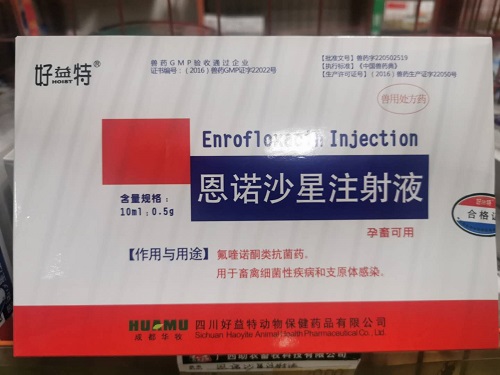 好益特®
HOIST
兽药GMP验收通过企业
证书编号:(2016)兽药GMP证字22022号
【批准文号】兽药字220502519
【执行标准】《中国兽药典》
【生产许可证号】(2016)兽药生产证字22050号
兽用处方药
Enrofloxacin Injection
恩诺沙星注射液
含量规格:
10ml:0.5g
孕畜可用
合格
【作用与用途】
氟喹诺酮类抗菌药。
用于畜禽细菌性疾病和支原体感染。
HUAMU
成都华牧
四川好益特动物保健药品有限公司
Sichuan Haoyite Animal Health Pharmaceutical Co., Ltd.